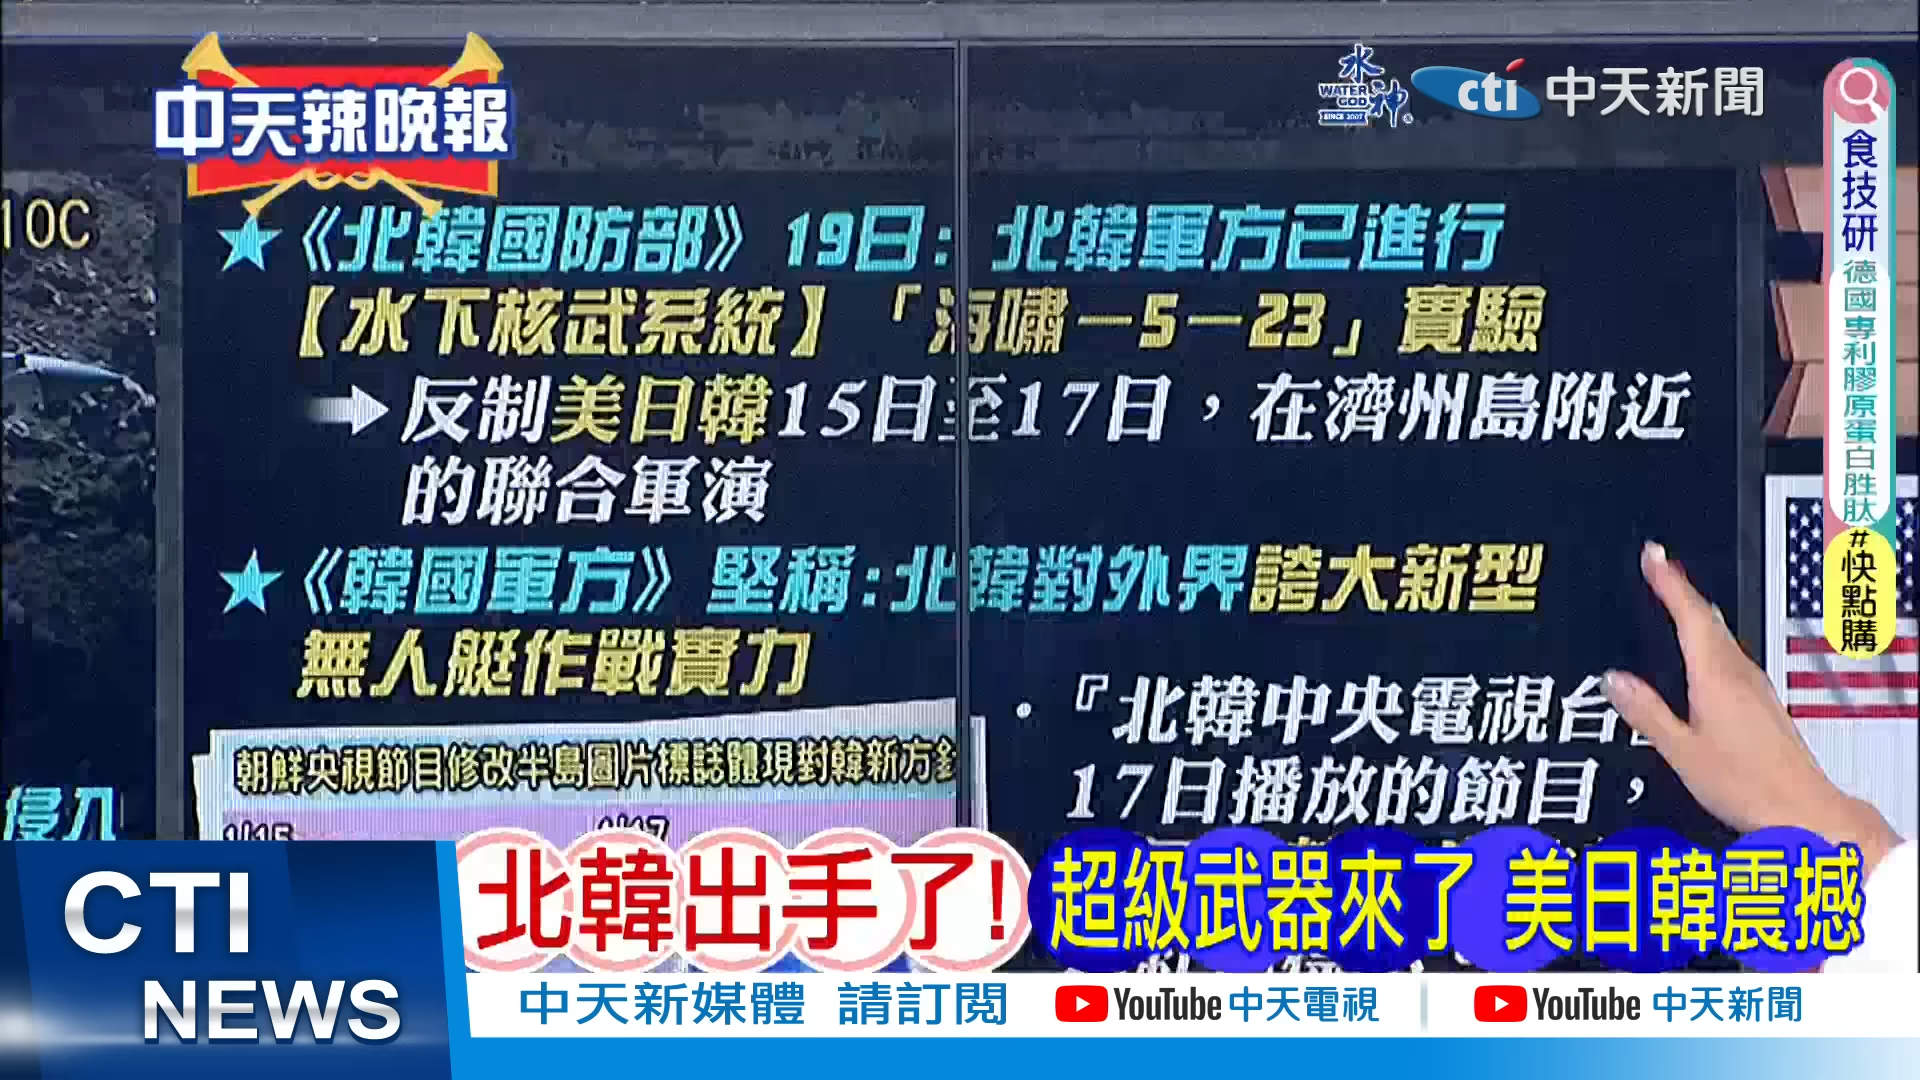 中天辣晚報
水神
WATER GOD
SINCE 2007
cti 中天新聞
食技研
德國專利膠原蛋白胜肽
#快點購
10C
★《北韓國防部》19日：北韓軍方已進行
【水下核武系統】「海嘯－5－23」實驗
→反制美日韓15日至17日，在濟州島附近
的聯合軍演
★《韓國軍方》堅稱：北韓對外界誇大新型
無人艇作戰實力
·『北韓中央電視台
17日播放的節目，
朝鮮央視節目修改半島圖片標誌體現對韓新方針
1/15
1/17
侵入
北韓出手了! 超級武器來了 美日韓震撼
CTI NEWS
中天新媒體 請訂閱 YouTube 中天電視 YouTube 中天新聞